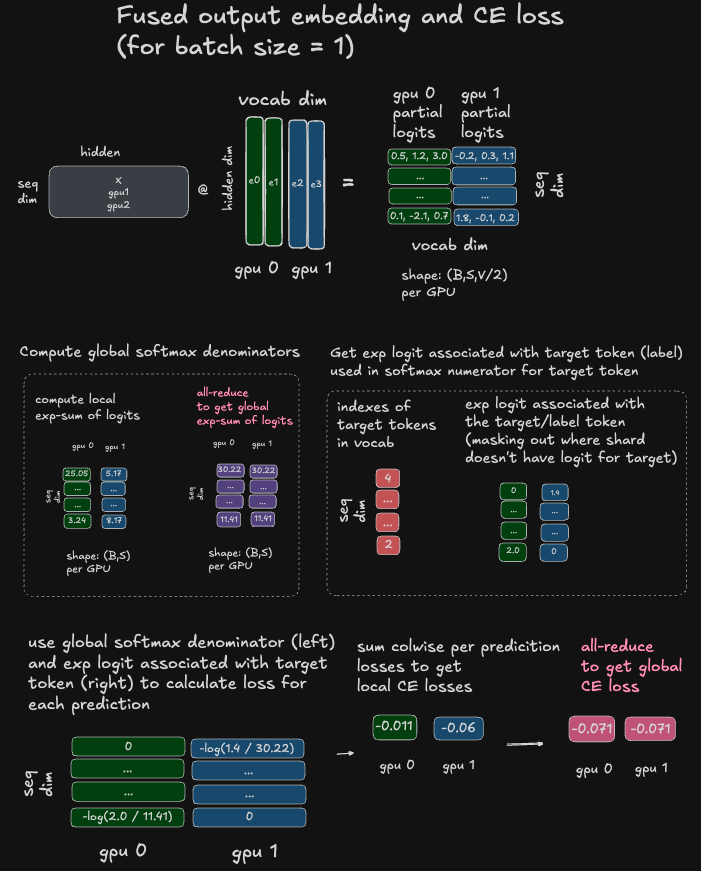 Fused output embedding and CE loss
(for batch size = 1)
vocab dim
hidden
seq
dim
x
gpu1
gpu2
@
hidden dim
e0
e1
e2
e3
gpu 0
gpu 1
=
gpu 0
partial
logits
gpu 1
partial
logits
0.5, 1.2, 3.0
-0.2, 0.3, 1.1
...
...
...
...
0.1, -2.1, 0.7
1.8, -0.1, 0.2
seq
dim
vocab dim
shape: (B,S,V/2)
per GPU
Compute global softmax denominators
compute local
exp-sum of logits
gpu 0
gpu 1
seq
dim
25.05
5.17
...
...
...
...
3.24
8.17
shape: (B,S)
per GPU
all-reduce
to get global
exp-sum of logits
gpu 0
gpu 1
seq
dim
30.22
30.22
...
...
...
...
11.41
11.41
shape: (B,S)
per GPU
Get exp logit associated with target token (label)
used in softmax numerator for target token
indexes of
target tokens
in vocab
seq
dim
4
...
...
2
exp logit associated with
the target/label token
(masking out where shard
doesn't have logit for target)
0
1.4
...
...
...
...
2.0
0
use global softmax denominator (left)
and exp logit associated with target
token (right) to calculate loss for
each prediction
seq
dim
0
-log(1.4 / 30.22)
...
...
...
...
-log(2.0 / 11.41)
0
gpu 0
gpu 1
sum colwise per predicition
losses to get
local CE losses
-0.011
-0.06
gpu 0
gpu 1
all-reduce
to get global
CE loss
-0.071
-0.071
gpu 0
gpu 1